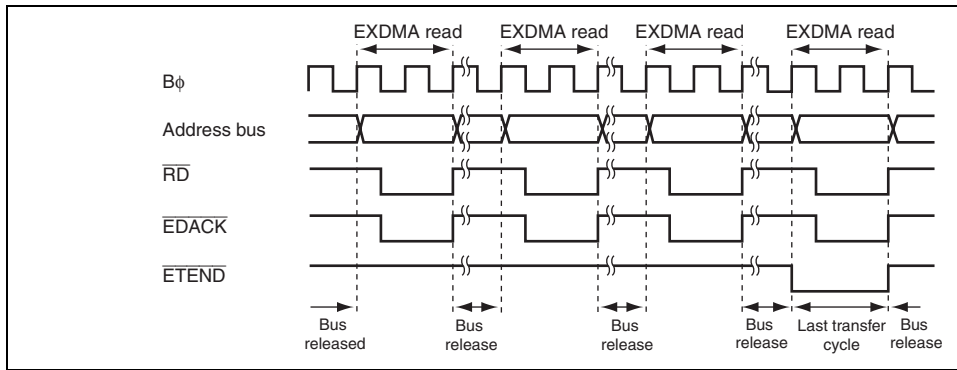 EXDMA read EXDMA read EXDMA read EXDMA read
Bϕ
Address bus
RD
EDACK
ETEND
Bus released
Bus release
Bus release
Bus release
Last transfer cycle
Bus release